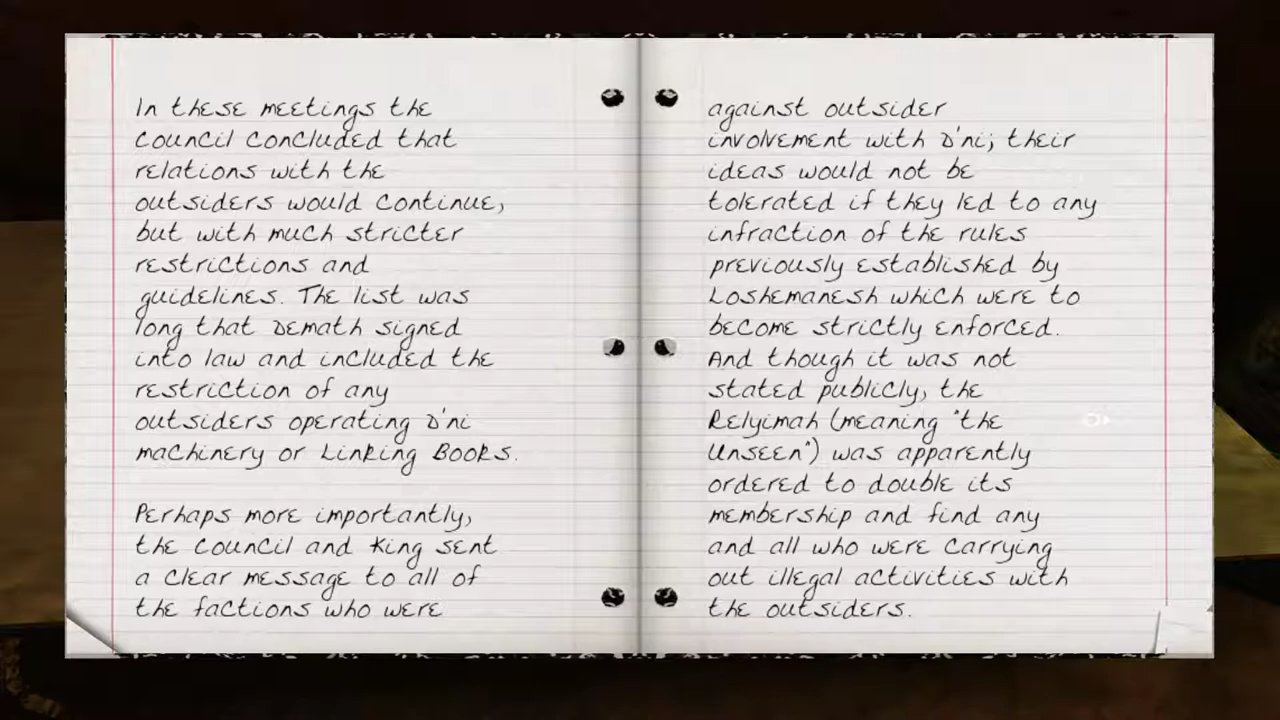 In these meetings the
council concluded that
relations with the
outsiders would continue,
but with much stricter
restrictions and
guidelines. The list was
long that Demath signed
into law and included the
restriction of any
outsiders operating D'ni
machinery or Linking Books.
Perhaps more importantly,
the council and King sent
a clear message to all of
the factions who were
against outsider
involvement with D'ni; their
ideas would not be
tolerated if they led to any
infraction of the rules
previously established by
Loshemanesh which were to
become strictly enforced.
And though it was not
stated publicly, the
Relyimah (meaning "the
Unseen") was apparently
ordered to double its
membership and find any
and all who were carrying
out illegal activities with
the outsiders.